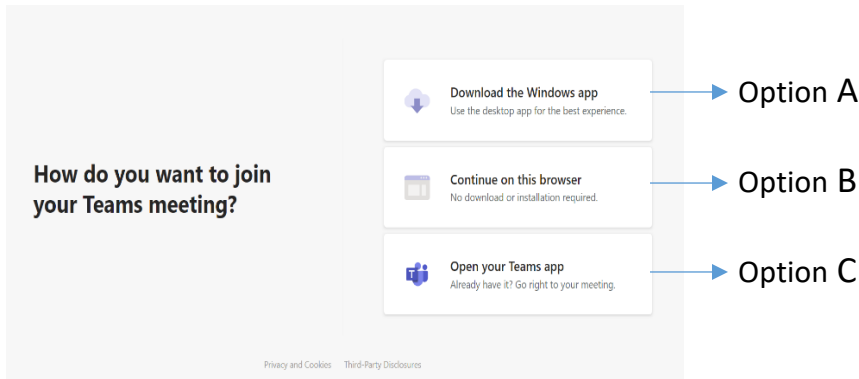 How do you want to join
your Teams meeting?
Download the Windows app
Use the desktop app for the best experience.
Option A
Continue on this browser
No download or installation required.
Option B
Open your Teams app
Already have it? Go right to your meeting.
Option C
Privacy and Cookies Third-Party Disclosures